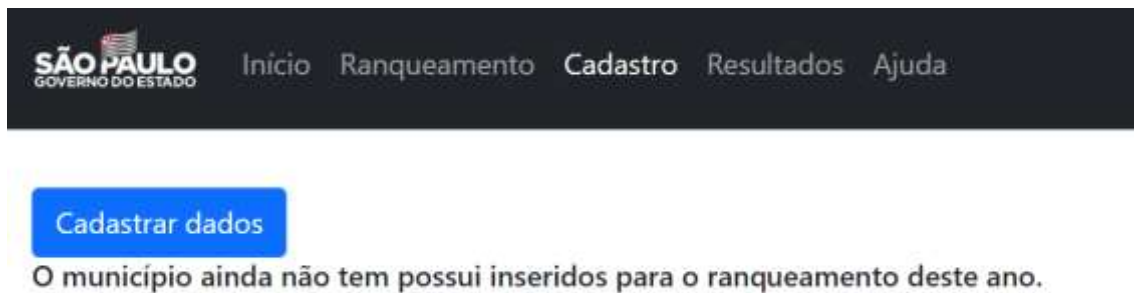 SÃO PAULO
GOVERNO DO ESTADO
Início Ranqueamento Cadastro Resultados Ajuda
Cadastrar dados
O município ainda não tem possui inseridos para o ranqueamento deste ano.